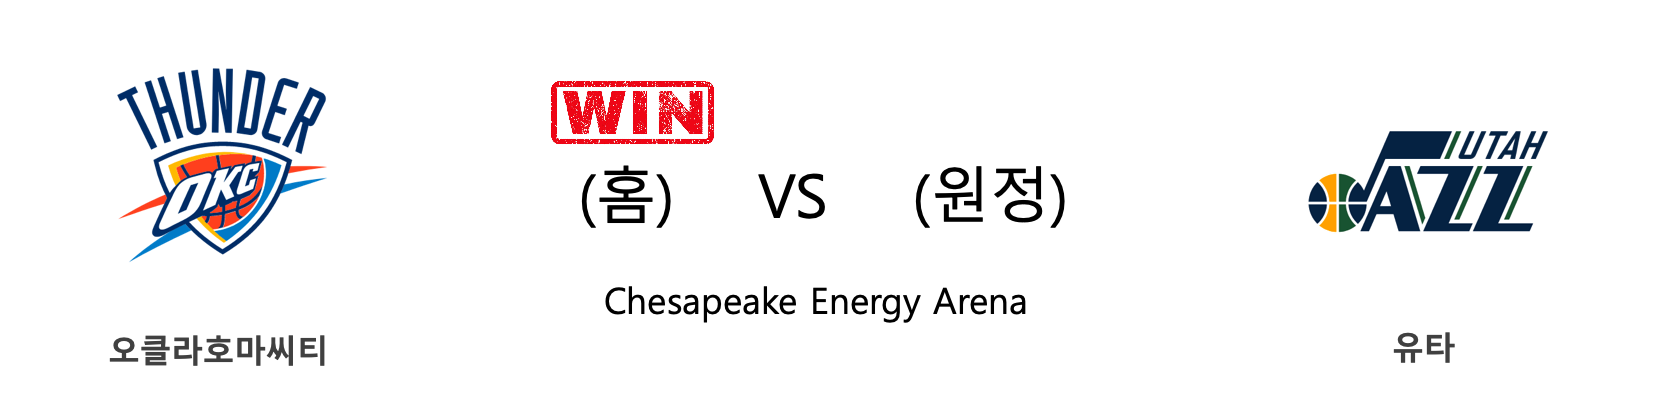 THUNDER
OKC
WIN
(홈) VS (원정)
UTAH
JAZZ
Chesapeake Energy Arena
오클라호마씨티
유타